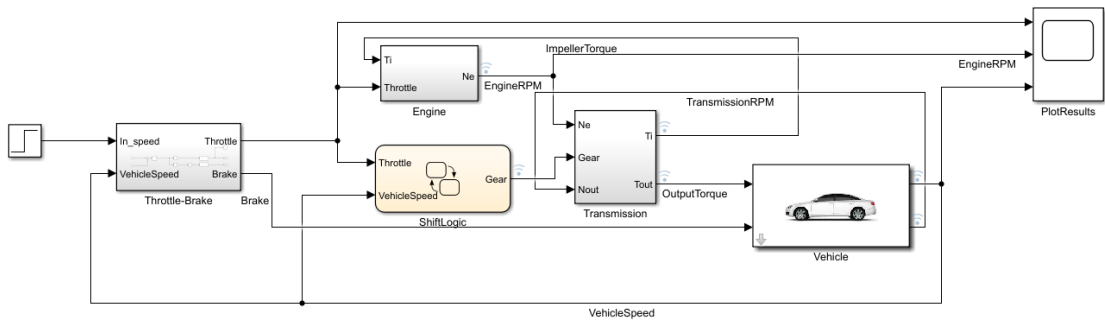 ImpellerTorque
Ti
Throttle
Ne
EngineRPM
Engine
EngineRPM
PlotResults
TransmissionRPM
In_speed
VehicleSpeed
Throttle
Brake
Throttle-Brake
Brake
Throttle
VehicleSpeed
Gear
ShiftLogic
Ne
Gear
Nout
Ti
Tout
Transmission
OutputTorque
Vehicle
VehicleSpeed